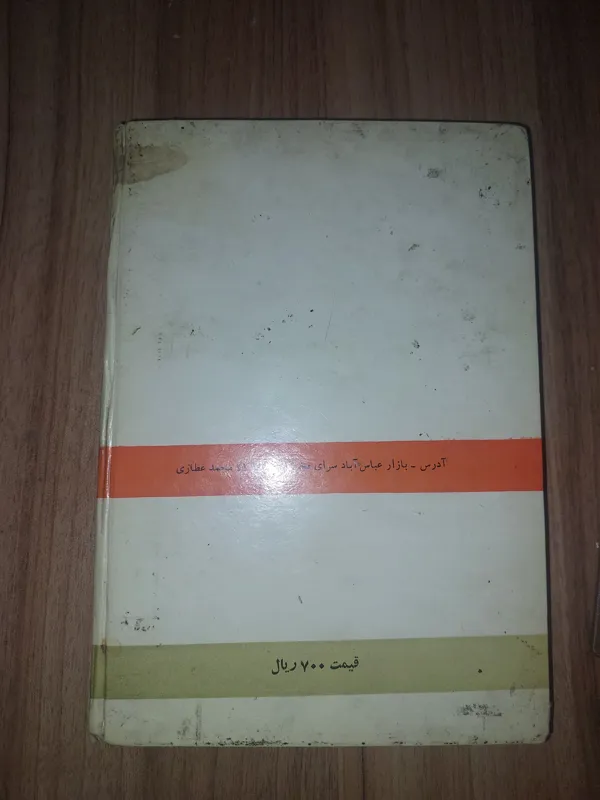 آدرس - بازار عباس آباد سرای محمد عطاری
قیمت ۷۰۰ ریال